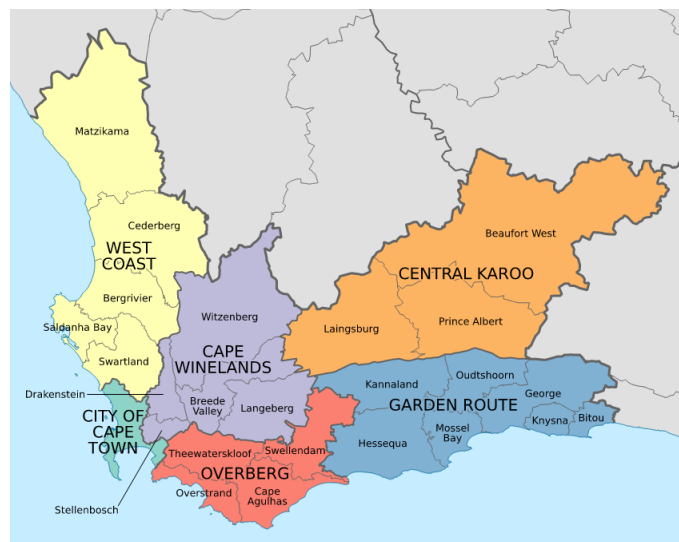 Matzikama
Cederberg
WEST
COAST
Bergrivier
Saldanha Bay
Swartland
Beaufort West
CENTRAL KAROO
Prince Albert
Laingsburg
Witzenberg
CAPE
WINELANDS
Drakenstein
Breede
Valley
Langeberg
Stellenbosch
CITY OF
CAPE
TOWN
Kannaland
Oudtshoorn
George
GARDEN ROUTE
Knysna
Bitou
Mossel
Bay
Hessequa
Theewaterskloof
Swellendam
OVERBERG
Overstrand
Cape
Agulhas